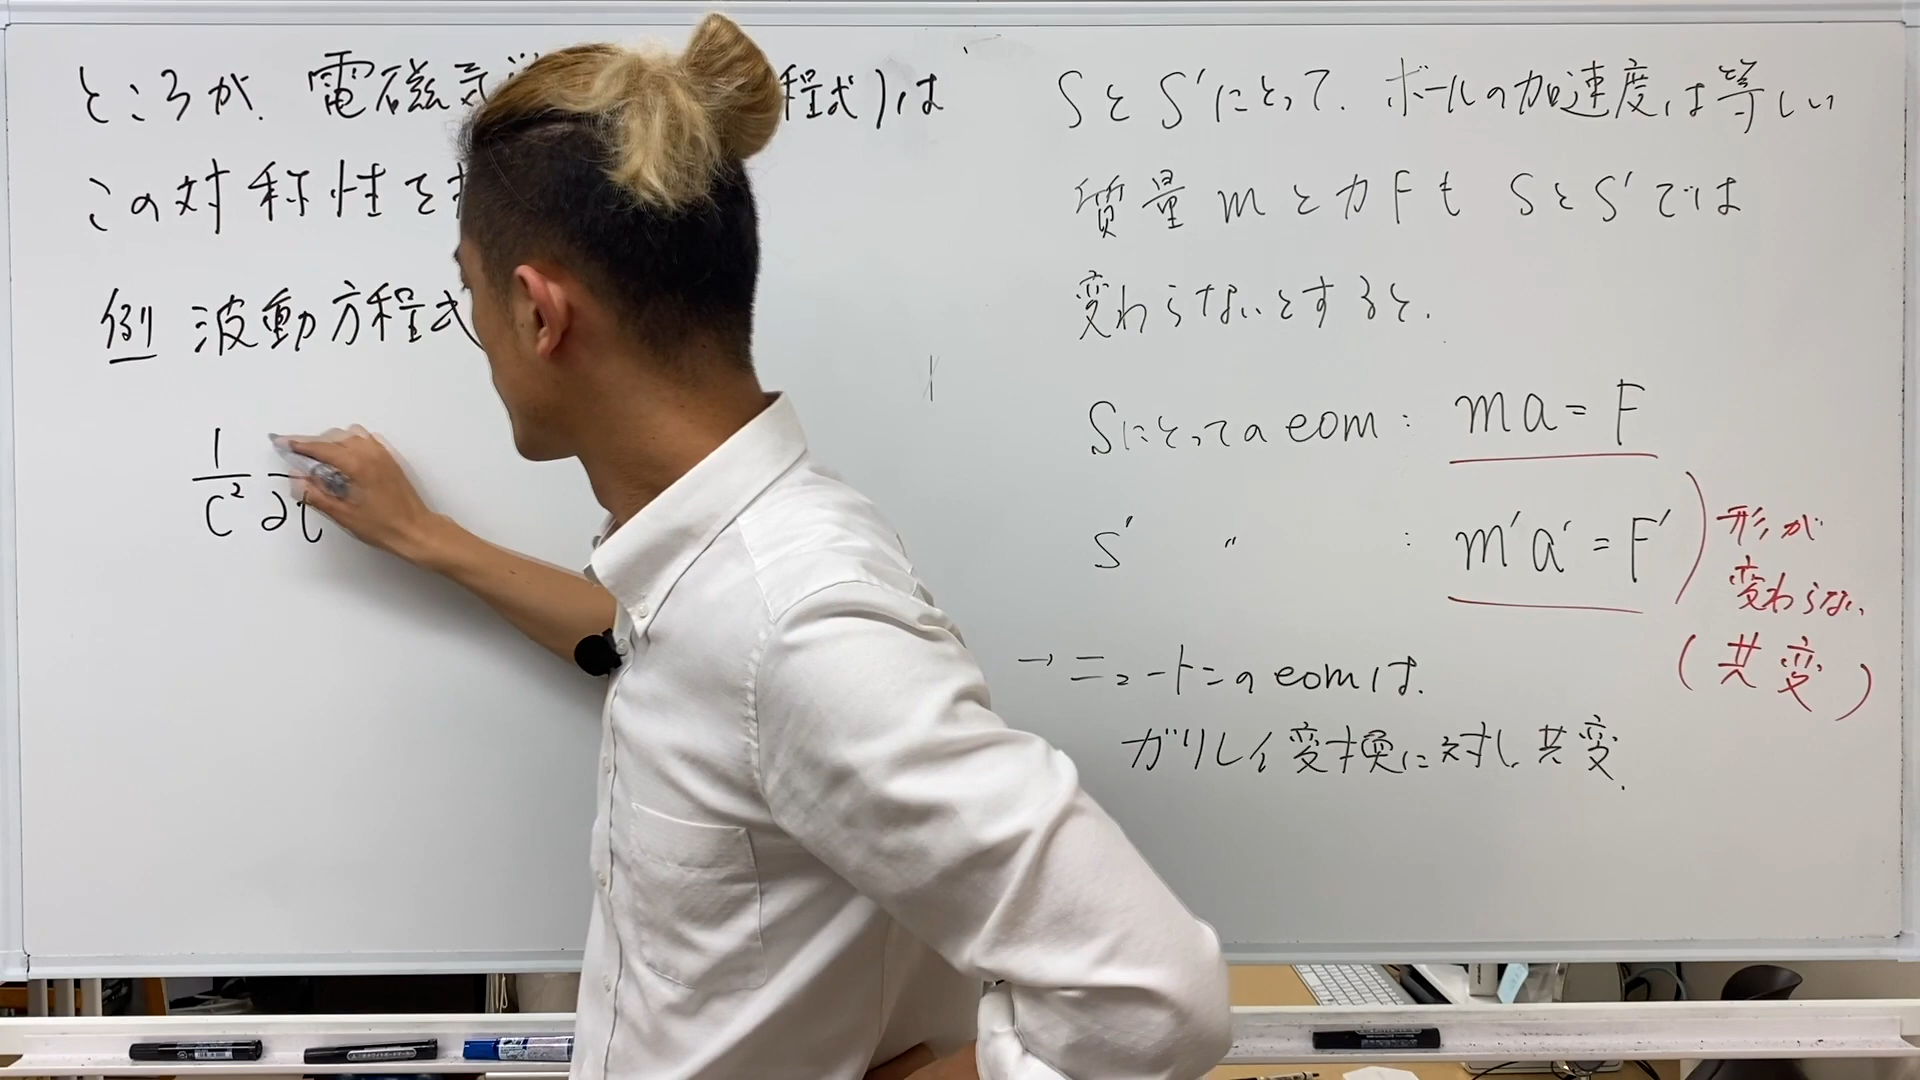 ところが、電磁気 程式)は
この対称性を
例 波動方程式
1
C² ∂t
SとS'にとって、ボールの加速度は等しい
質量mと力Fも SとS'では
変わらないとすると、
Sにとってのeom : ma = F
S' 〃 : m'a' = F'
形が
変わらない
(共変)
→ ニュートンのeomは、
ガリレイ変換に対し、共変.